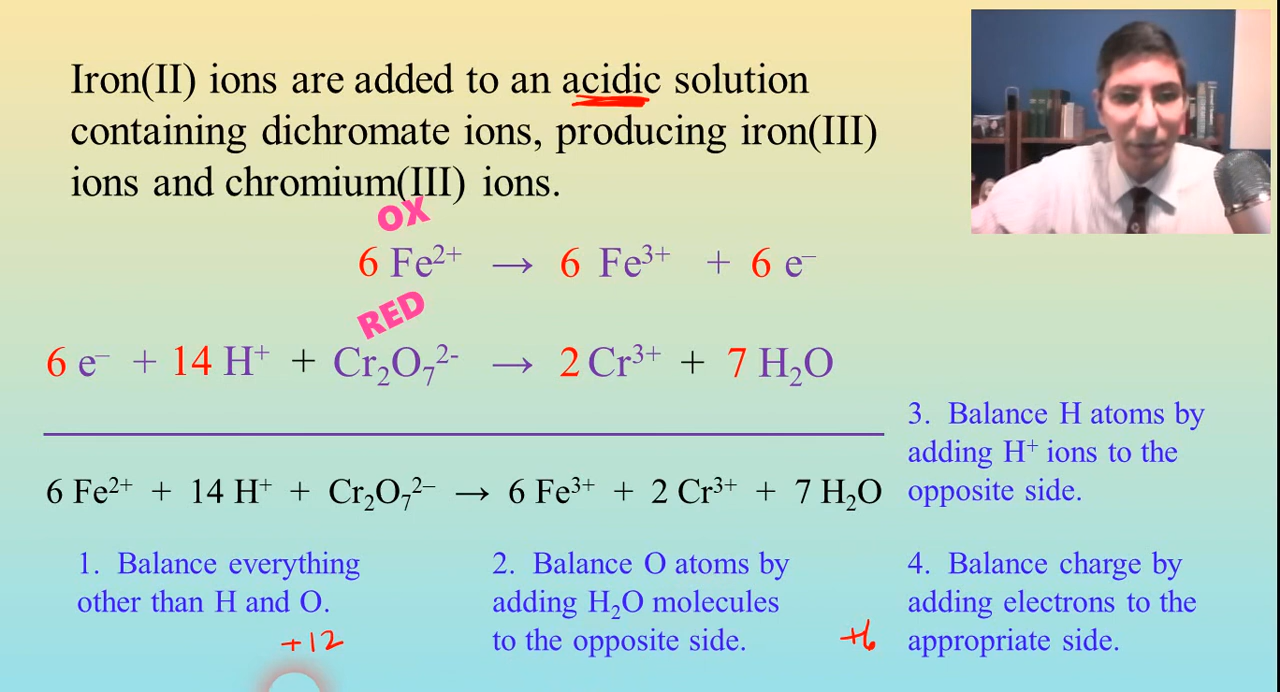 Iron(II) ions are added to an acidic solution
containing dichromate ions, producing iron(III)
ions and chromium(III) ions.
OX
6 Fe²⁺ → 6 Fe³⁺ + 6 e⁻
RED
6 e⁻ + 14 H⁺ + Cr₂O₇²⁻ → 2 Cr³⁺ + 7 H₂O
6 Fe²⁺ + 14 H⁺ + Cr₂O₇²⁻ → 6 Fe³⁺ + 2 Cr³⁺ + 7 H₂O
1. Balance everything
other than H and O.
+12
2. Balance O atoms by
adding H₂O molecules
to the opposite side.
+6
3. Balance H atoms by
adding H⁺ ions to the
opposite side.
4. Balance charge by
adding electrons to the
appropriate side.